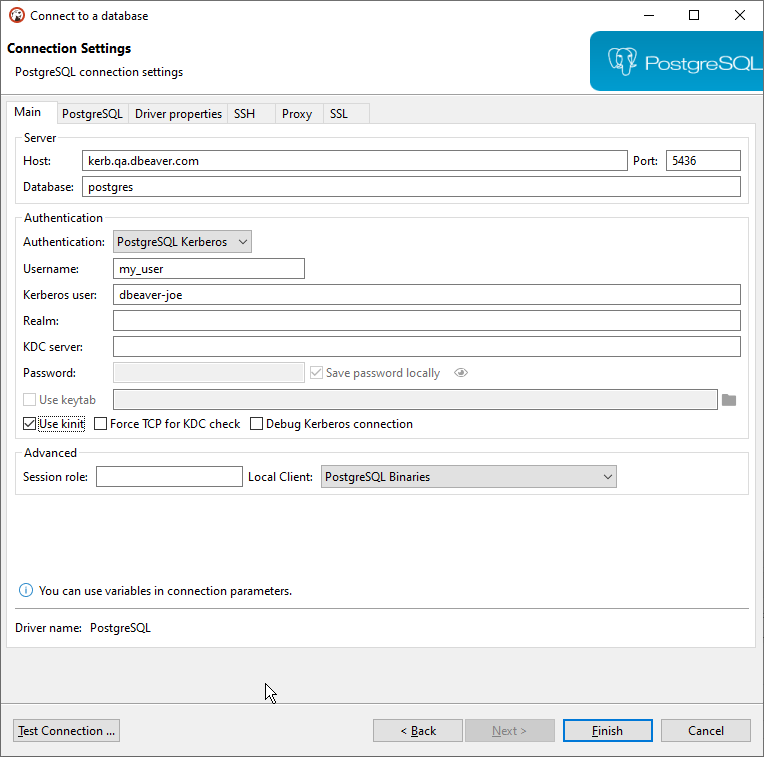 Connect to a database
Connection Settings
PostgreSQL connection settings
PostgreSQL
Main PostgreSQL Driver properties SSH Proxy SSL
Server
Host: kerb.qa.dbeaver.com Port: 5436
Database: postgres
Authentication
Authentication: PostgreSQL Kerberos
Username: my_user
Kerberos user: dbeaver-joe
Realm:
KDC server:
Password: Save password locally
Use keytab
Use kinit Force TCP for KDC check Debug Kerberos connection
Advanced
Session role: Local Client: PostgreSQL Binaries
You can use variables in connection parameters.
Driver name: PostgreSQL
Test Connection ... < Back Next > Finish Cancel